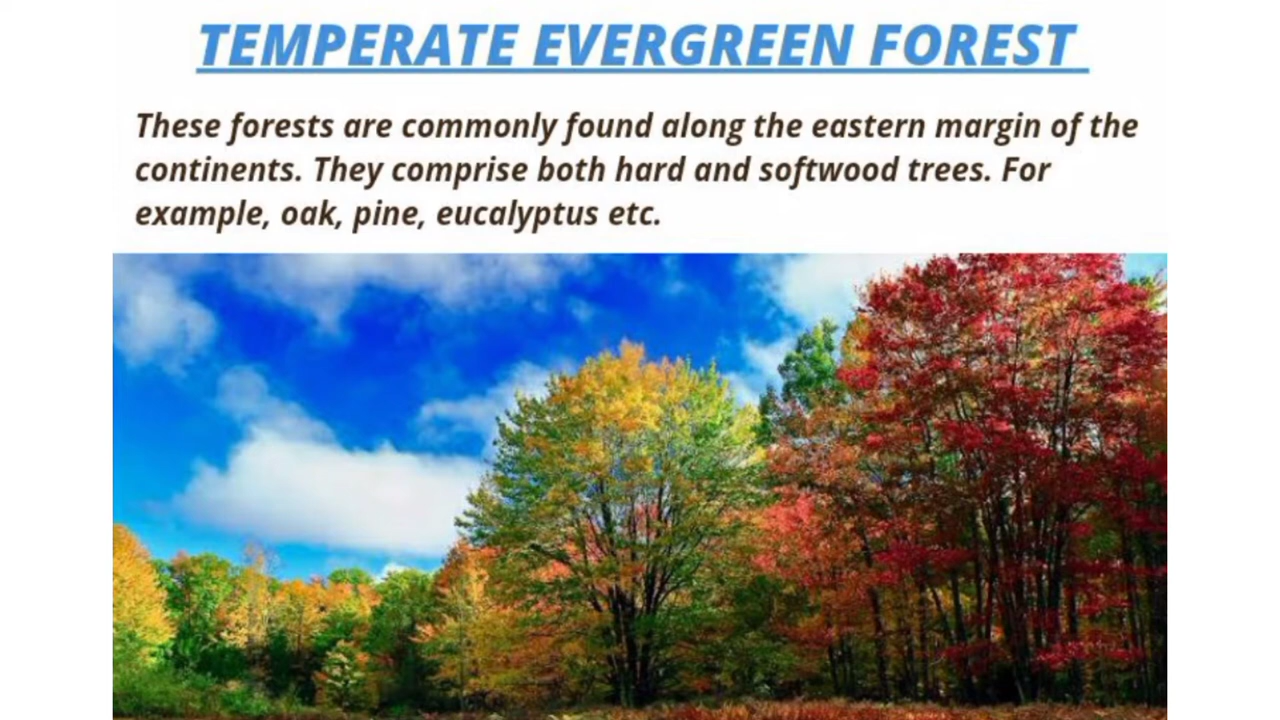 TEMPERATE EVERGREEN FOREST
These forests are commonly found along the eastern margin of the
continents. They comprise both hard and softwood trees. For
example, oak, pine, eucalyptus etc.